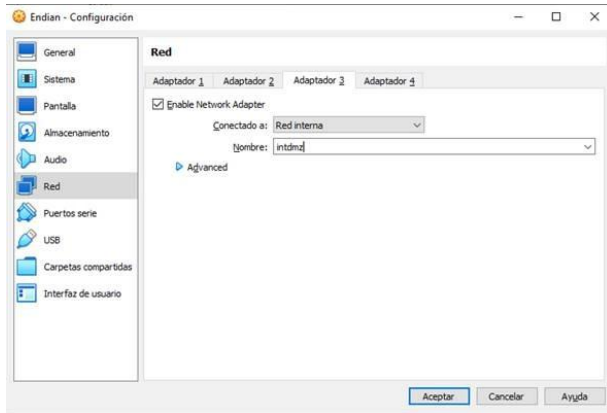 Endian - Configuración
General
Sistema
Pantalla
Almacenamiento
Audio
Red
Puertos serie
USB
Carpetas compartidas
Interfaz de usuario
Red
Adaptador 1 Adaptador 2 Adaptador 3 Adaptador 4
Enable Network Adapter
Conectado a: Red interna
Nombre: intdmz
Advanced
Aceptar Cancelar Ayuda